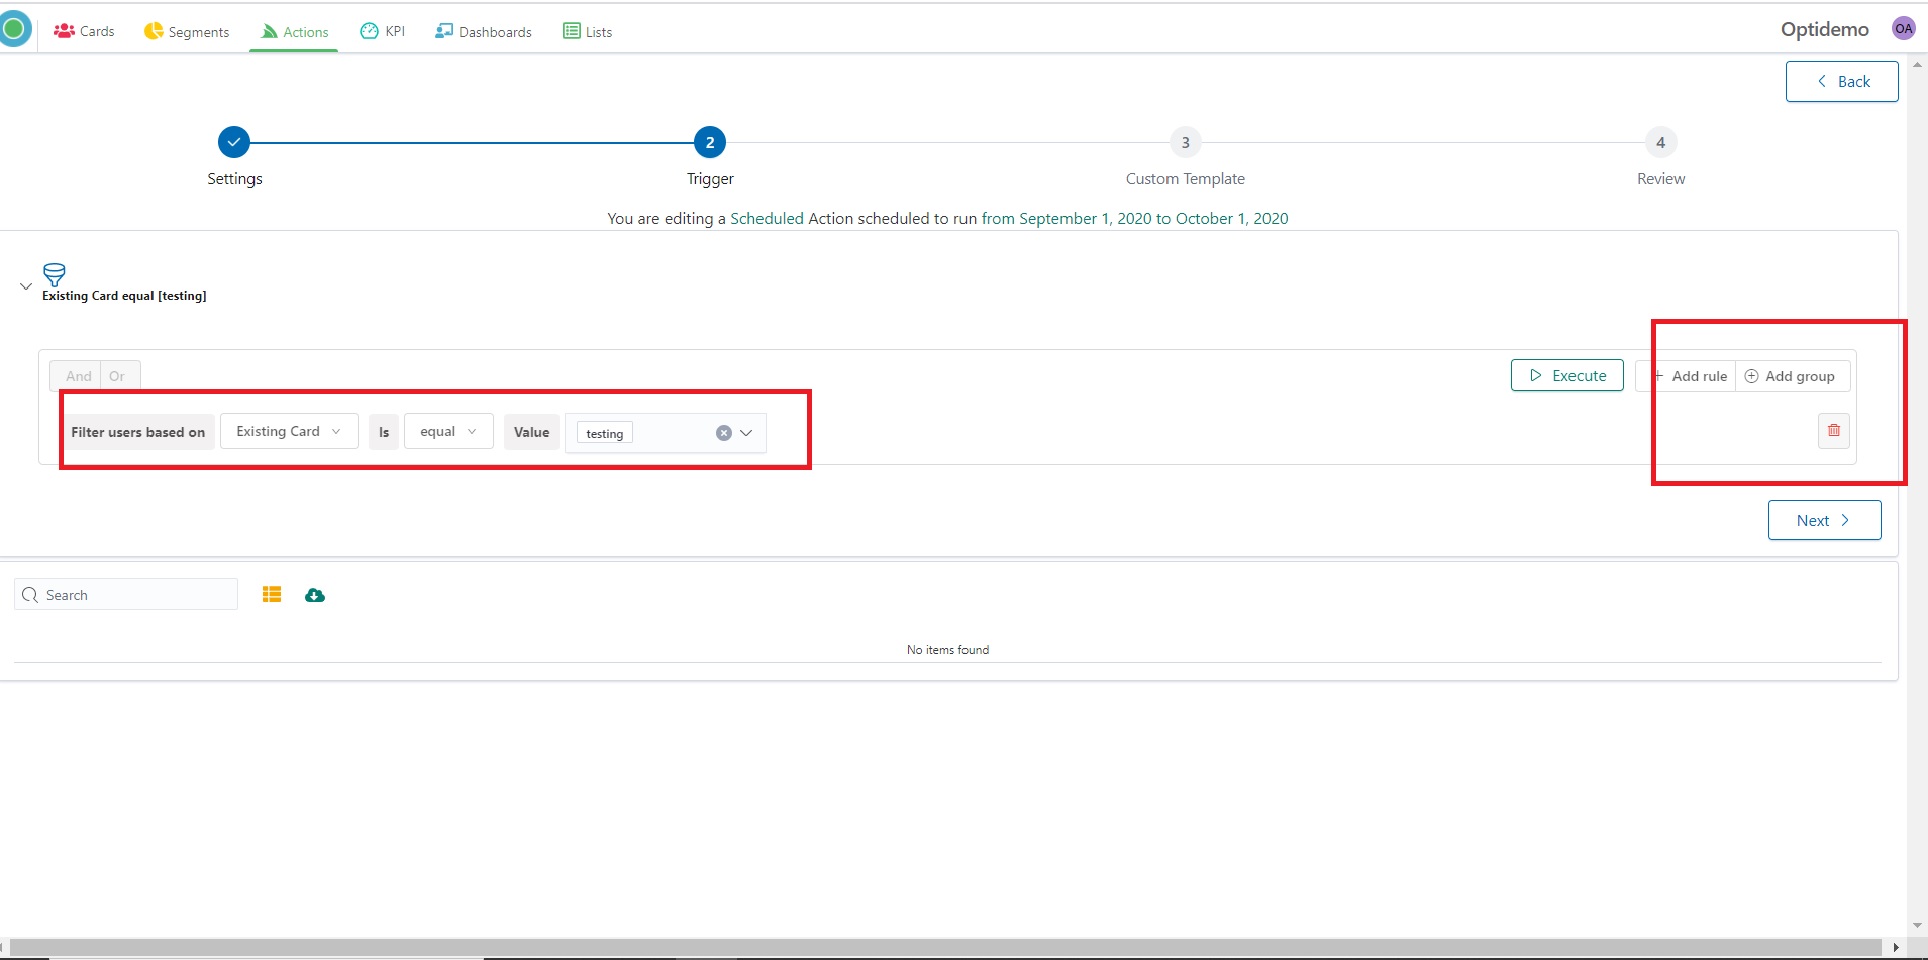 Cards Segments Actions KPI Dashboards Lists Optidemo OA
Back
2 3 4
Settings Trigger Custom Template Review
You are editing a Scheduled Action scheduled to run from September 1, 2020 to October 1, 2020
Existing Card equal [testing]
And Or Execute Add rule Add group
Filter users based on Existing Card Is equal Value testing
Next
Search
No items found